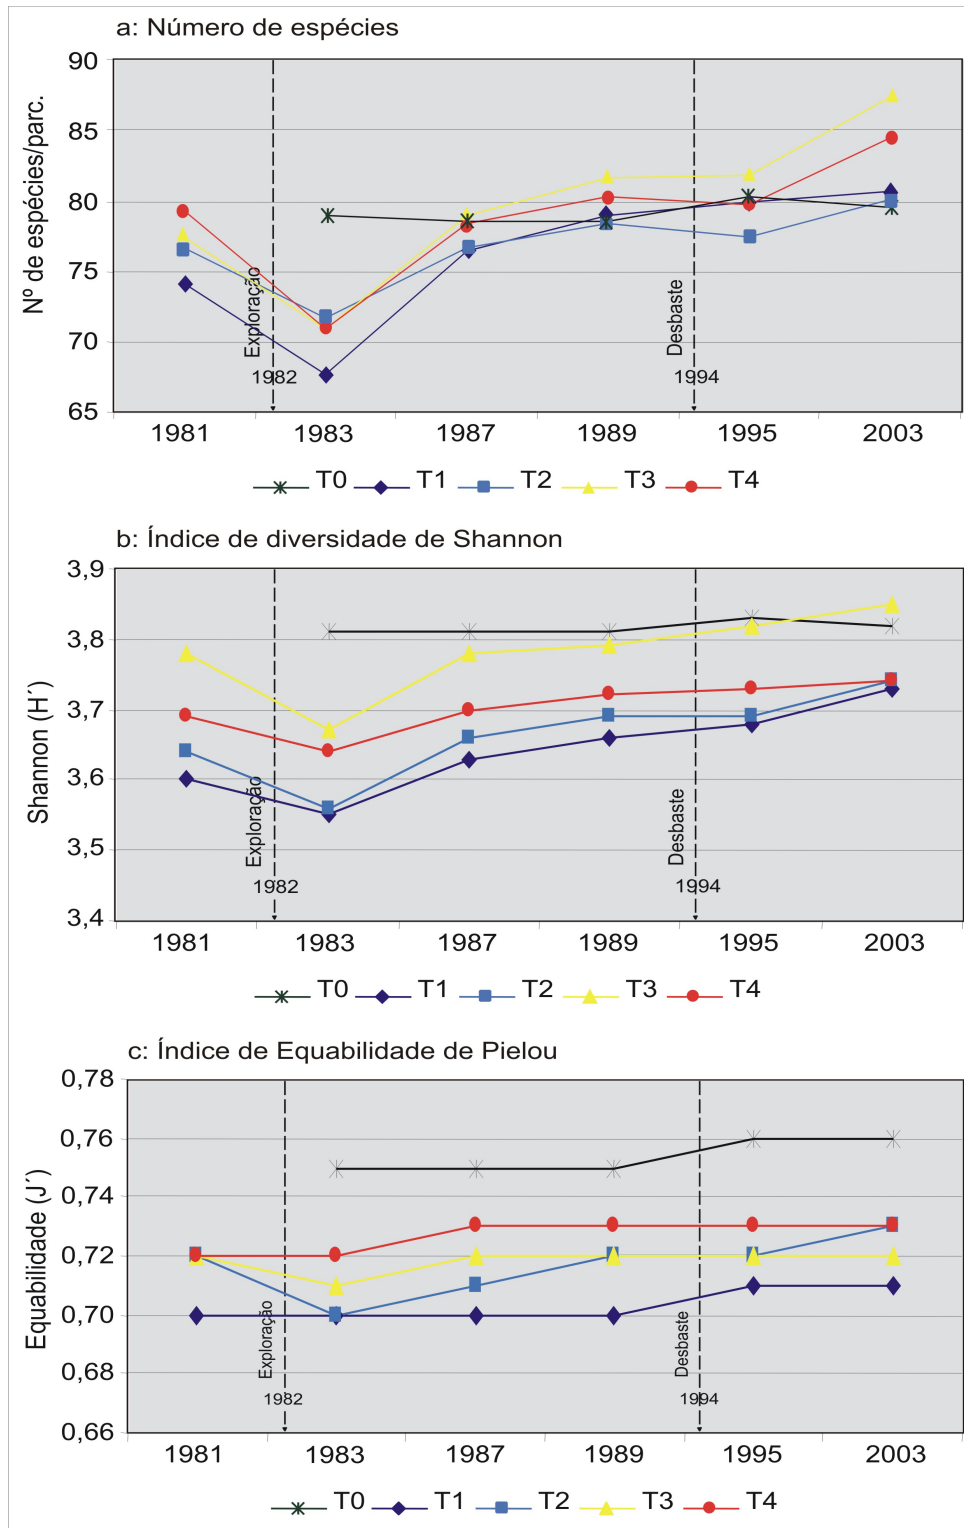 a: Número de espécies
Nº de espécies/parc.
90
85
80
75
70
65
Exploração
1982
Desbaste
1994
1981 1983 1987 1989 1995 2003
T0 T1 T2 T3 T4
b: Índice de diversidade de Shannon
Shannon (H´)
3,9
3,8
3,7
3,6
3,5
3,4
Exploração
1982
Desbaste
1994
1981 1983 1987 1989 1995 2003
T0 T1 T2 T3 T4
c: Índice de Equabilidade de Pielou
Equabilidade (J´)
0,78
0,76
0,74
0,72
0,70
0,68
0,66
Exploração
1982
Desbaste
1994
1981 1983 1987 1989 1995 2003
T0 T1 T2 T3 T4